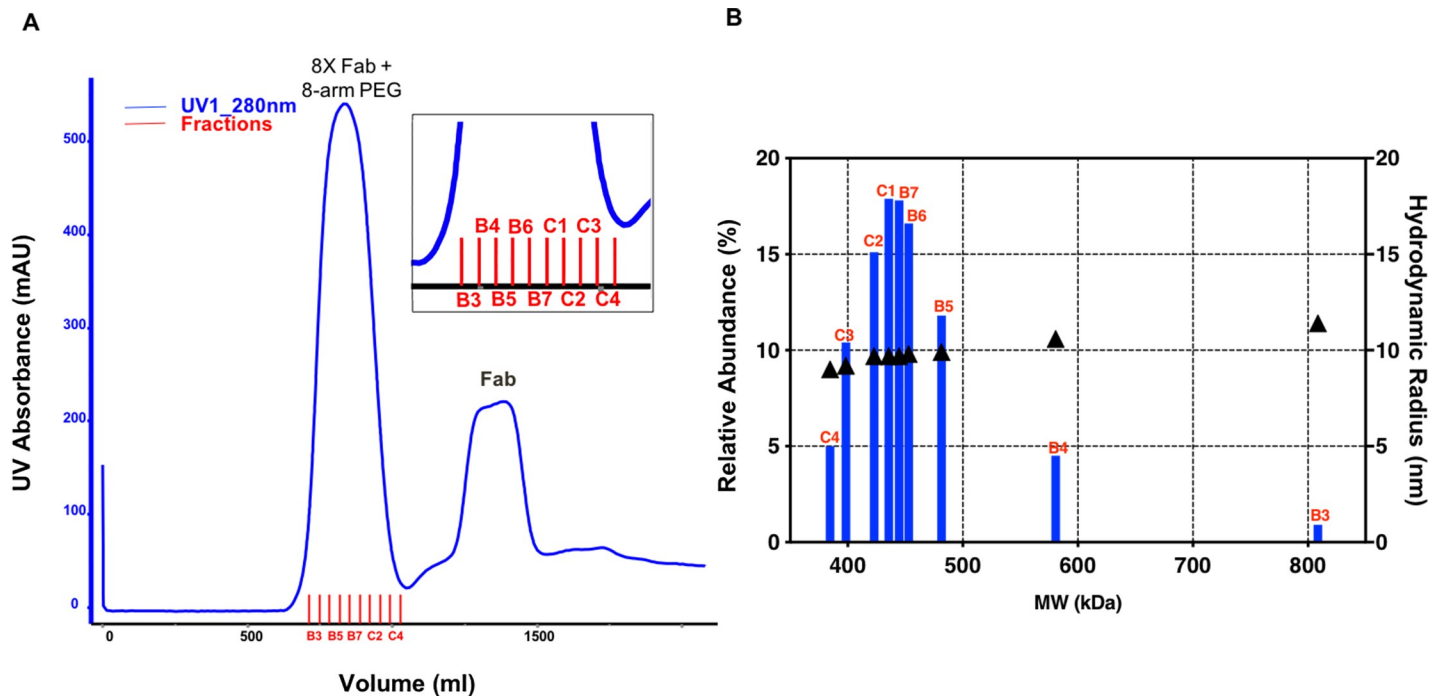 A
8X Fab +
8-arm PEG
UV1_280nm
Fractions
500
400
300
200
100
0
UV Absorbance (mAU)
B4 B6 C1 C3
B3 B5 B7 C2 C4
Fab
B3 B5 B7 C2 C4
0 500 1500
Volume (ml)
B
20
15
10
5
0
Relative Abundance (%)
C4
C3
C2
C1
B7
B6
B5
B4
B3
20
15
10
5
0
Hydrodynamic Radius (nm)
400 500 600 700 800
MW (kDa)